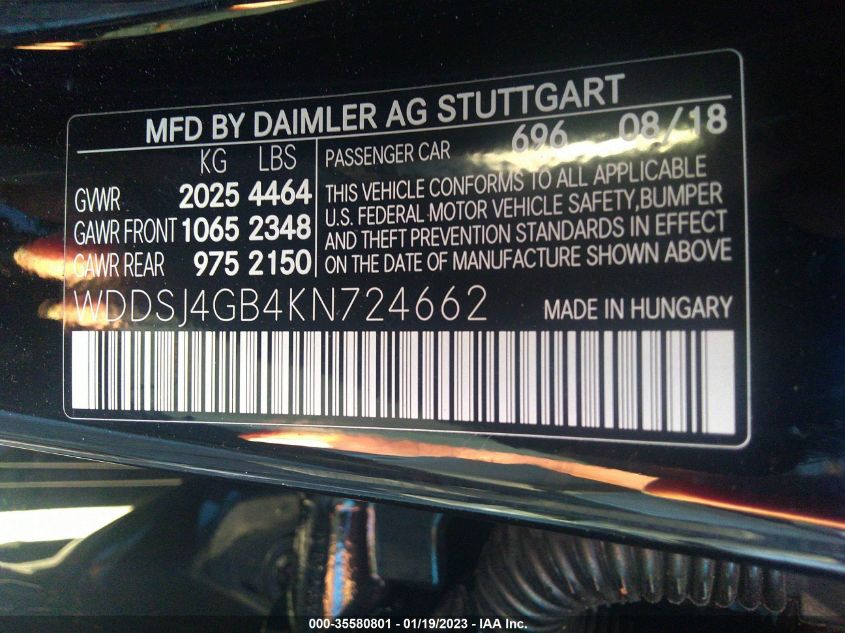 MFD BY DAIMLER AG STUTTGART
KG LBS
GVWR 2025 4464
GAWR FRONT 1065 2348
GAWR REAR 975 2150
PASSENGER CAR 696 08/18
THIS VEHICLE CONFORMS TO ALL APPLICABLE
U.S. FEDERAL MOTOR VEHICLE SAFETY,BUMPER
AND THEFT PREVENTION STANDARDS IN EFFECT
ON THE DATE OF MANUFACTURE SHOWN ABOVE
WDDSJ4GB4KN724662 MADE IN HUNGARY
000-35580801 - 01/19/2023 - IAA Inc.